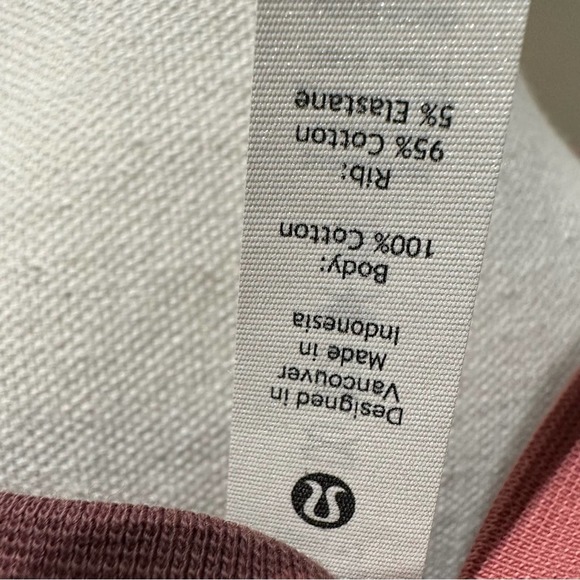 Designed in
Vancouver
Made in
Indonesia
Body:
100% Cotton
Rib:
95% Cotton
5% Elastane